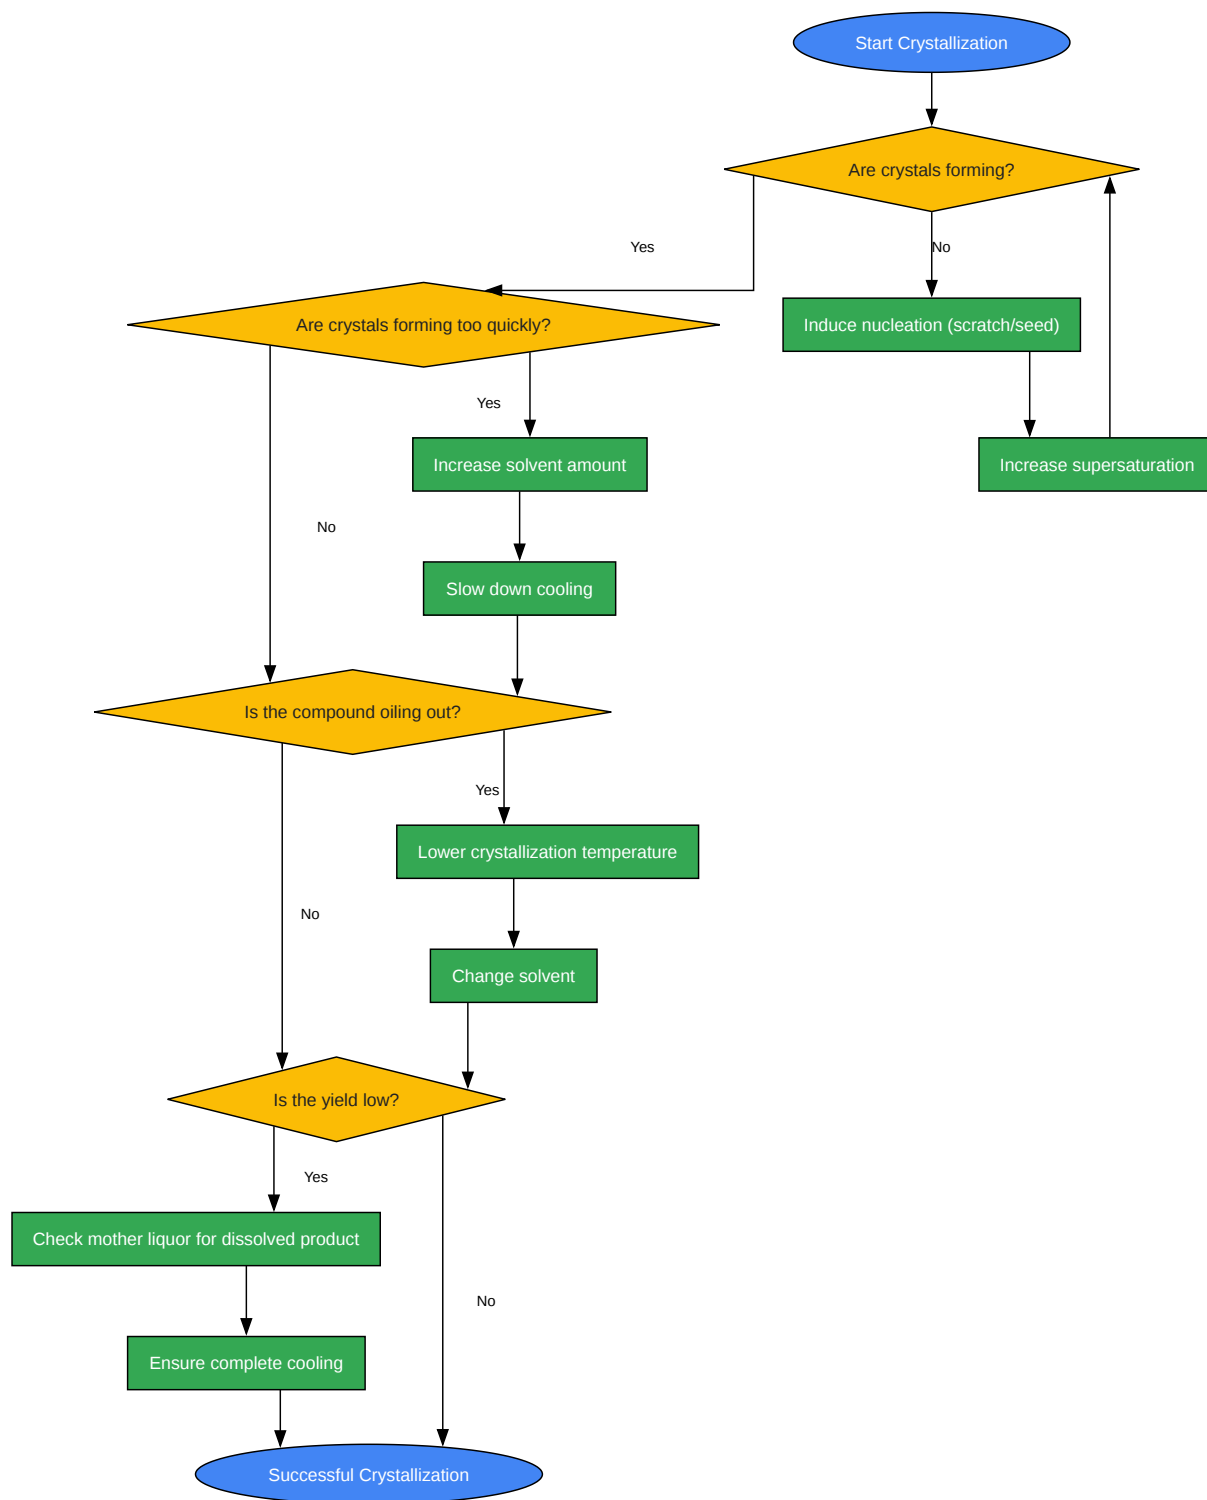 Start Crystallization
Are crystals forming?
Yes
No
Are crystals forming too quickly?
Induce nucleation (scratch/seed)
Yes
Increase solvent amount
Increase supersaturation
No
Slow down cooling
Is the compound oiling out?
Yes
Lower crystallization temperature
No
Change solvent
Is the yield low?
Yes
Check mother liquor for dissolved product
No
Ensure complete cooling
Successful Crystallization